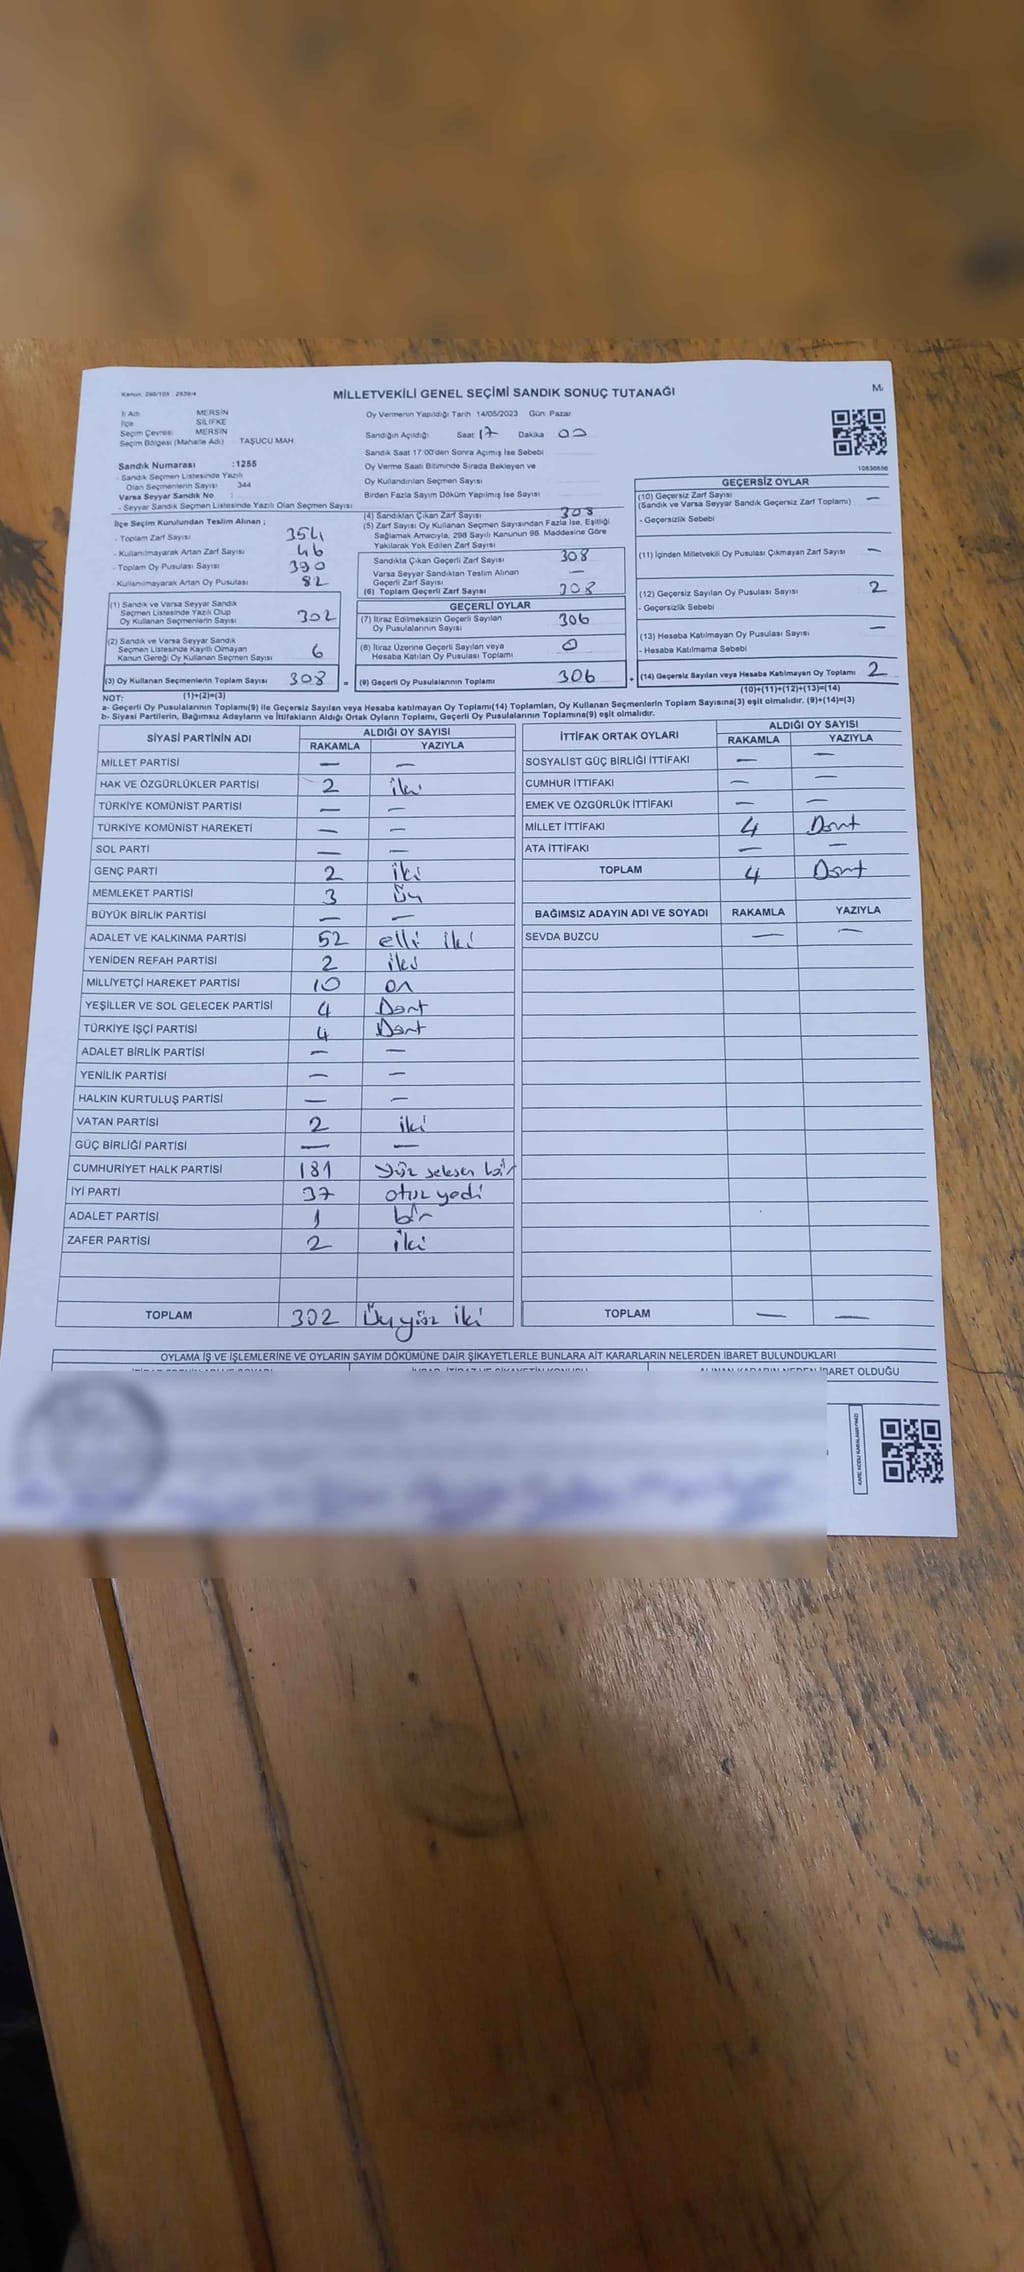 Kanun: 298/105 - 2839/4
MİLLETVEKİLİ GENEL SEÇİMİ SANDIK SONUÇ TUTANAĞI
İl Adı MERSİN
İlçe SİLİFKE
Seçim Çevresi MERSİN
Seçim Bölgesi (Mahalle Adı) TAŞUCU MAH.
Sandık Numarası :1255
- Sandık Seçmen Listesinde Yazılı
Olan Seçmenlerin Sayısı 344
Varsa Seyyar Sandık No :
- Seyyar Sandık Seçmen Listesinde Yazılı Olan Seçmen Sayısı
Oy Vermenin Yapıldığı Tarih 14/05/2023 Gün Pazar
Sandığın Açıldığı Saat 17 Dakika 00
Sandık Saat 17:00'den Sonra Açımış İse Sebebi
Oy Verme Saati Bitiminde Sırada Bekleyen ve
Oy Kullandırılan Seçmen Sayısı
Birden Fazla Sayım Döküm Yapılmış İse Sayısı
10830656
İlçe Seçim Kurulundan Teslim Alınan ;
- Toplam Zarf Sayısı 354
- Kullanılmayarak Artan Zarf Sayısı 46
- Toplam Oy Pusulası Sayısı 390
- Kullanılmayarak Artan Oy Pusulası 82
(1) Sandık ve Varsa Seyyar Sandık
Seçmen Listesinde Yazılı Olup
Oy Kullanan Seçmenlerin Sayısı 302
(2) Sandık ve Varsa Seyyar Sandık
Seçmen Listesinde Kayıtlı Olmayan
Kanun Gereği Oy Kullanan Seçmen Sayısı 6
(3) Oy Kullanan Seçmenlerin Toplam Sayısı 308 =
(1)+(2)=(3)
(4) Sandıktan Çıkan Zarf Sayısı 308
(5) Zarf Sayısı Oy Kullanan Seçmen Sayısından Fazla İse, Eşitliği
Sağlamak Amacıyla, 298 Sayılı Kanunun 98. Maddesine Göre
Yakılarak Yok Edilen Zarf Sayısı
Sandıkta Çıkan Geçerli Zarf Sayısı 308
Varsa Seyyar Sandıktan Teslim Alınan
Geçerli Zarf Sayısı —
(6) Toplam Geçerli Zarf Sayısı 308
GEÇERLİ OYLAR
(7) İtiraz Edilmeksizin Geçerli Sayılan
Oy Pusulalarının Sayısı 306
(8) İtiraz Üzerine Geçerli Sayılan veya
Hesaba Katılan Oy Pusulası Toplamı 0
(9) Geçerli Oy Pusulalarının Toplamı 306 +
GEÇERSİZ OYLAR
(10) Geçersiz Zarf Sayısı
(Sandık ve Varsa Seyyar Sandık Geçersiz Zarf Toplamı) —
- Geçersizlik Sebebi
(11) İçinden Milletvekili Oy Pusulası Çıkmayan Zarf Sayısı —
(12) Geçersiz Sayılan Oy Pusulası Sayısı 2
- Geçersizlik Sebebi
(13) Hesaba Katılmayan Oy Pusulası Sayısı —
- Hesaba Katılmama Sebebi
(14) Geçersiz Sayılan veya Hesaba Katılmayan Oy Toplamı 2
(10)+(11)+(12)+(13)=(14)
NOT:
a- Geçerli Oy Pusulalarının Toplamı(9) ile Geçersiz Sayılan veya Hesaba katılmayan Oy Toplamı(14) Toplamları, Oy Kullanan Seçmenlerin Toplam Sayısına(3) eşit olmalıdır. (9)+(14)=(3)
b- Siyasi Partilerin, Bağımsız Adayların ve İttifakların Aldığı Ortak Oyların Toplamı, Geçerli Oy Pusulalarının Toplamına(9) eşit olmalıdır.
SİYASİ PARTİNİN ADI ALDIĞI OY SAYISI
RAKAMLA YAZIYLA
MİLLET PARTİSİ — —
HAK VE ÖZGÜRLÜKLER PARTİSİ 2 iki
TÜRKİYE KOMÜNİST PARTİSİ — —
TÜRKİYE KOMÜNİST HAREKETİ — —
SOL PARTİ — —
GENÇ PARTİ 2 iki
MEMLEKET PARTİSİ 3 Üç
BÜYÜK BİRLİK PARTİSİ — —
ADALET VE KALKINMA PARTİSİ 52 elli iki
YENİDEN REFAH PARTİSİ 2 iki
MİLLİYETÇİ HAREKET PARTİSİ 10 on
YEŞİLLER VE SOL GELECEK PARTİSİ 4 Dört
TÜRKİYE İŞÇİ PARTİSİ 4 Dört
ADALET BİRLİK PARTİSİ — —
YENİLİK PARTİSİ — —
HALKIN KURTULUŞ PARTİSİ — —
VATAN PARTİSİ 2 iki
GÜÇ BİRLİĞİ PARTİSİ — —
CUMHURİYET HALK PARTİSİ 181 yüz seksen bir
İYİ PARTİ 37 otuz yedi
ADALET PARTİSİ 1 bir
ZAFER PARTİSİ 2 iki
TOPLAM 302 Üçyüz iki
İTTİFAK ORTAK OYLARI ALDIĞI OY SAYISI
RAKAMLA YAZIYLA
SOSYALİST GÜÇ BİRLİĞİ İTTİFAKI — —
CUMHUR İTTİFAKI — —
EMEK VE ÖZGÜRLÜK İTTİFAKI — —
MİLLET İTTİFAKI 4 Dört
ATA İTTİFAKI — —
TOPLAM 4 Dört
BAĞIMSIZ ADAYIN ADI VE SOYADI RAKAMLA YAZIYLA
SEVDA BUZCU — —
TOPLAM — —
OYLAMA İŞ VE İŞLEMLERİNE VE OYLARIN SAYIM DÖKÜMÜNE DAİR ŞİKAYETLERLE BUNLARA AİT KARARLARIN NELERDEN İBARET BULUNDUKLARI
İBARET OLDUĞU